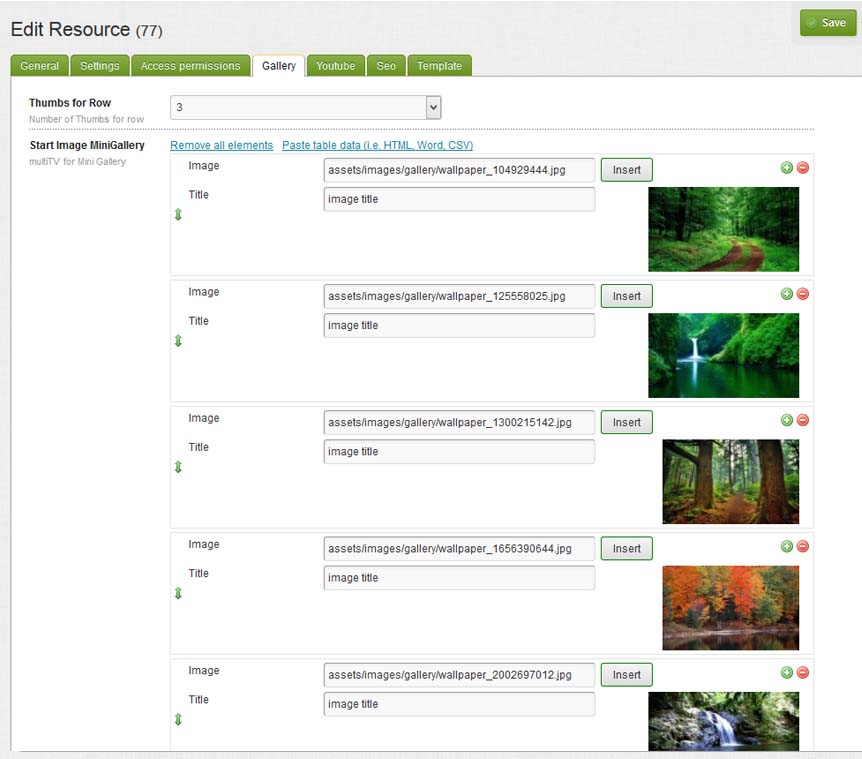 Edit Resource (77)
Save
General Settings Access permissions Gallery Youtube Seo Template
Thumbs for Row
3
Number of Thumbs for row
Start Image MiniGallery
Remove all elements Paste table data (i.e. HTML, Word, CSV)
multiTV for Mini Gallery
Image assets/images/gallery/wallpaper_104929444.jpg Insert
Title image title
Image assets/images/gallery/wallpaper_125558025.jpg Insert
Title image title
Image assets/images/gallery/wallpaper_1300215142.jpg Insert
Title image title
Image assets/images/gallery/wallpaper_1656390644.jpg Insert
Title image title
Image assets/images/gallery/wallpaper_2002697012.jpg Insert
Title image title